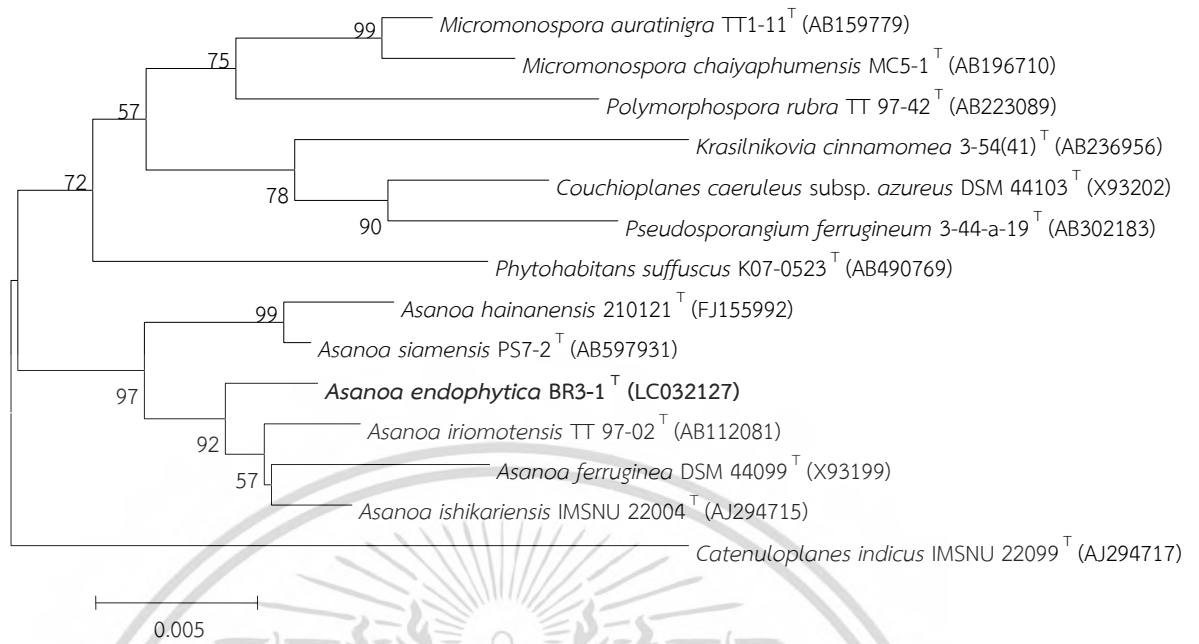 99 Micromonospora auratinigra TT1-11ᵀ (AB159779)
75 Micromonospora chaiyaphumensis MC5-1ᵀ (AB196710)
Polymorphospora rubra TT 97-42ᵀ (AB223089)
57
Krasilnikovia cinnamomea 3-54(41)ᵀ (AB236956)
72 Couchioplanes caeruleus subsp. azureus DSM 44103ᵀ (X93202)
78
90 Pseudosporangium ferrugineum 3-44-a-19ᵀ (AB302183)
Phytohabitans suffuscus K07-0523ᵀ (AB490769)
Asanoa hainanensis 210121ᵀ (FJ155992)
99
Asanoa siamensis PS7-2ᵀ (AB597931)
97 Asanoa endophytica BR3-1ᵀ (LC032127)
Asanoa iriomotensis TT 97-02ᵀ (AB112081)
92
Asanoa ferruginea DSM 44099ᵀ (X93199)
57
Asanoa ishikariensis IMSNU 22004ᵀ (AJ294715)
Catenuloplanes indicus IMSNU 22099ᵀ (AJ294717)
0.005